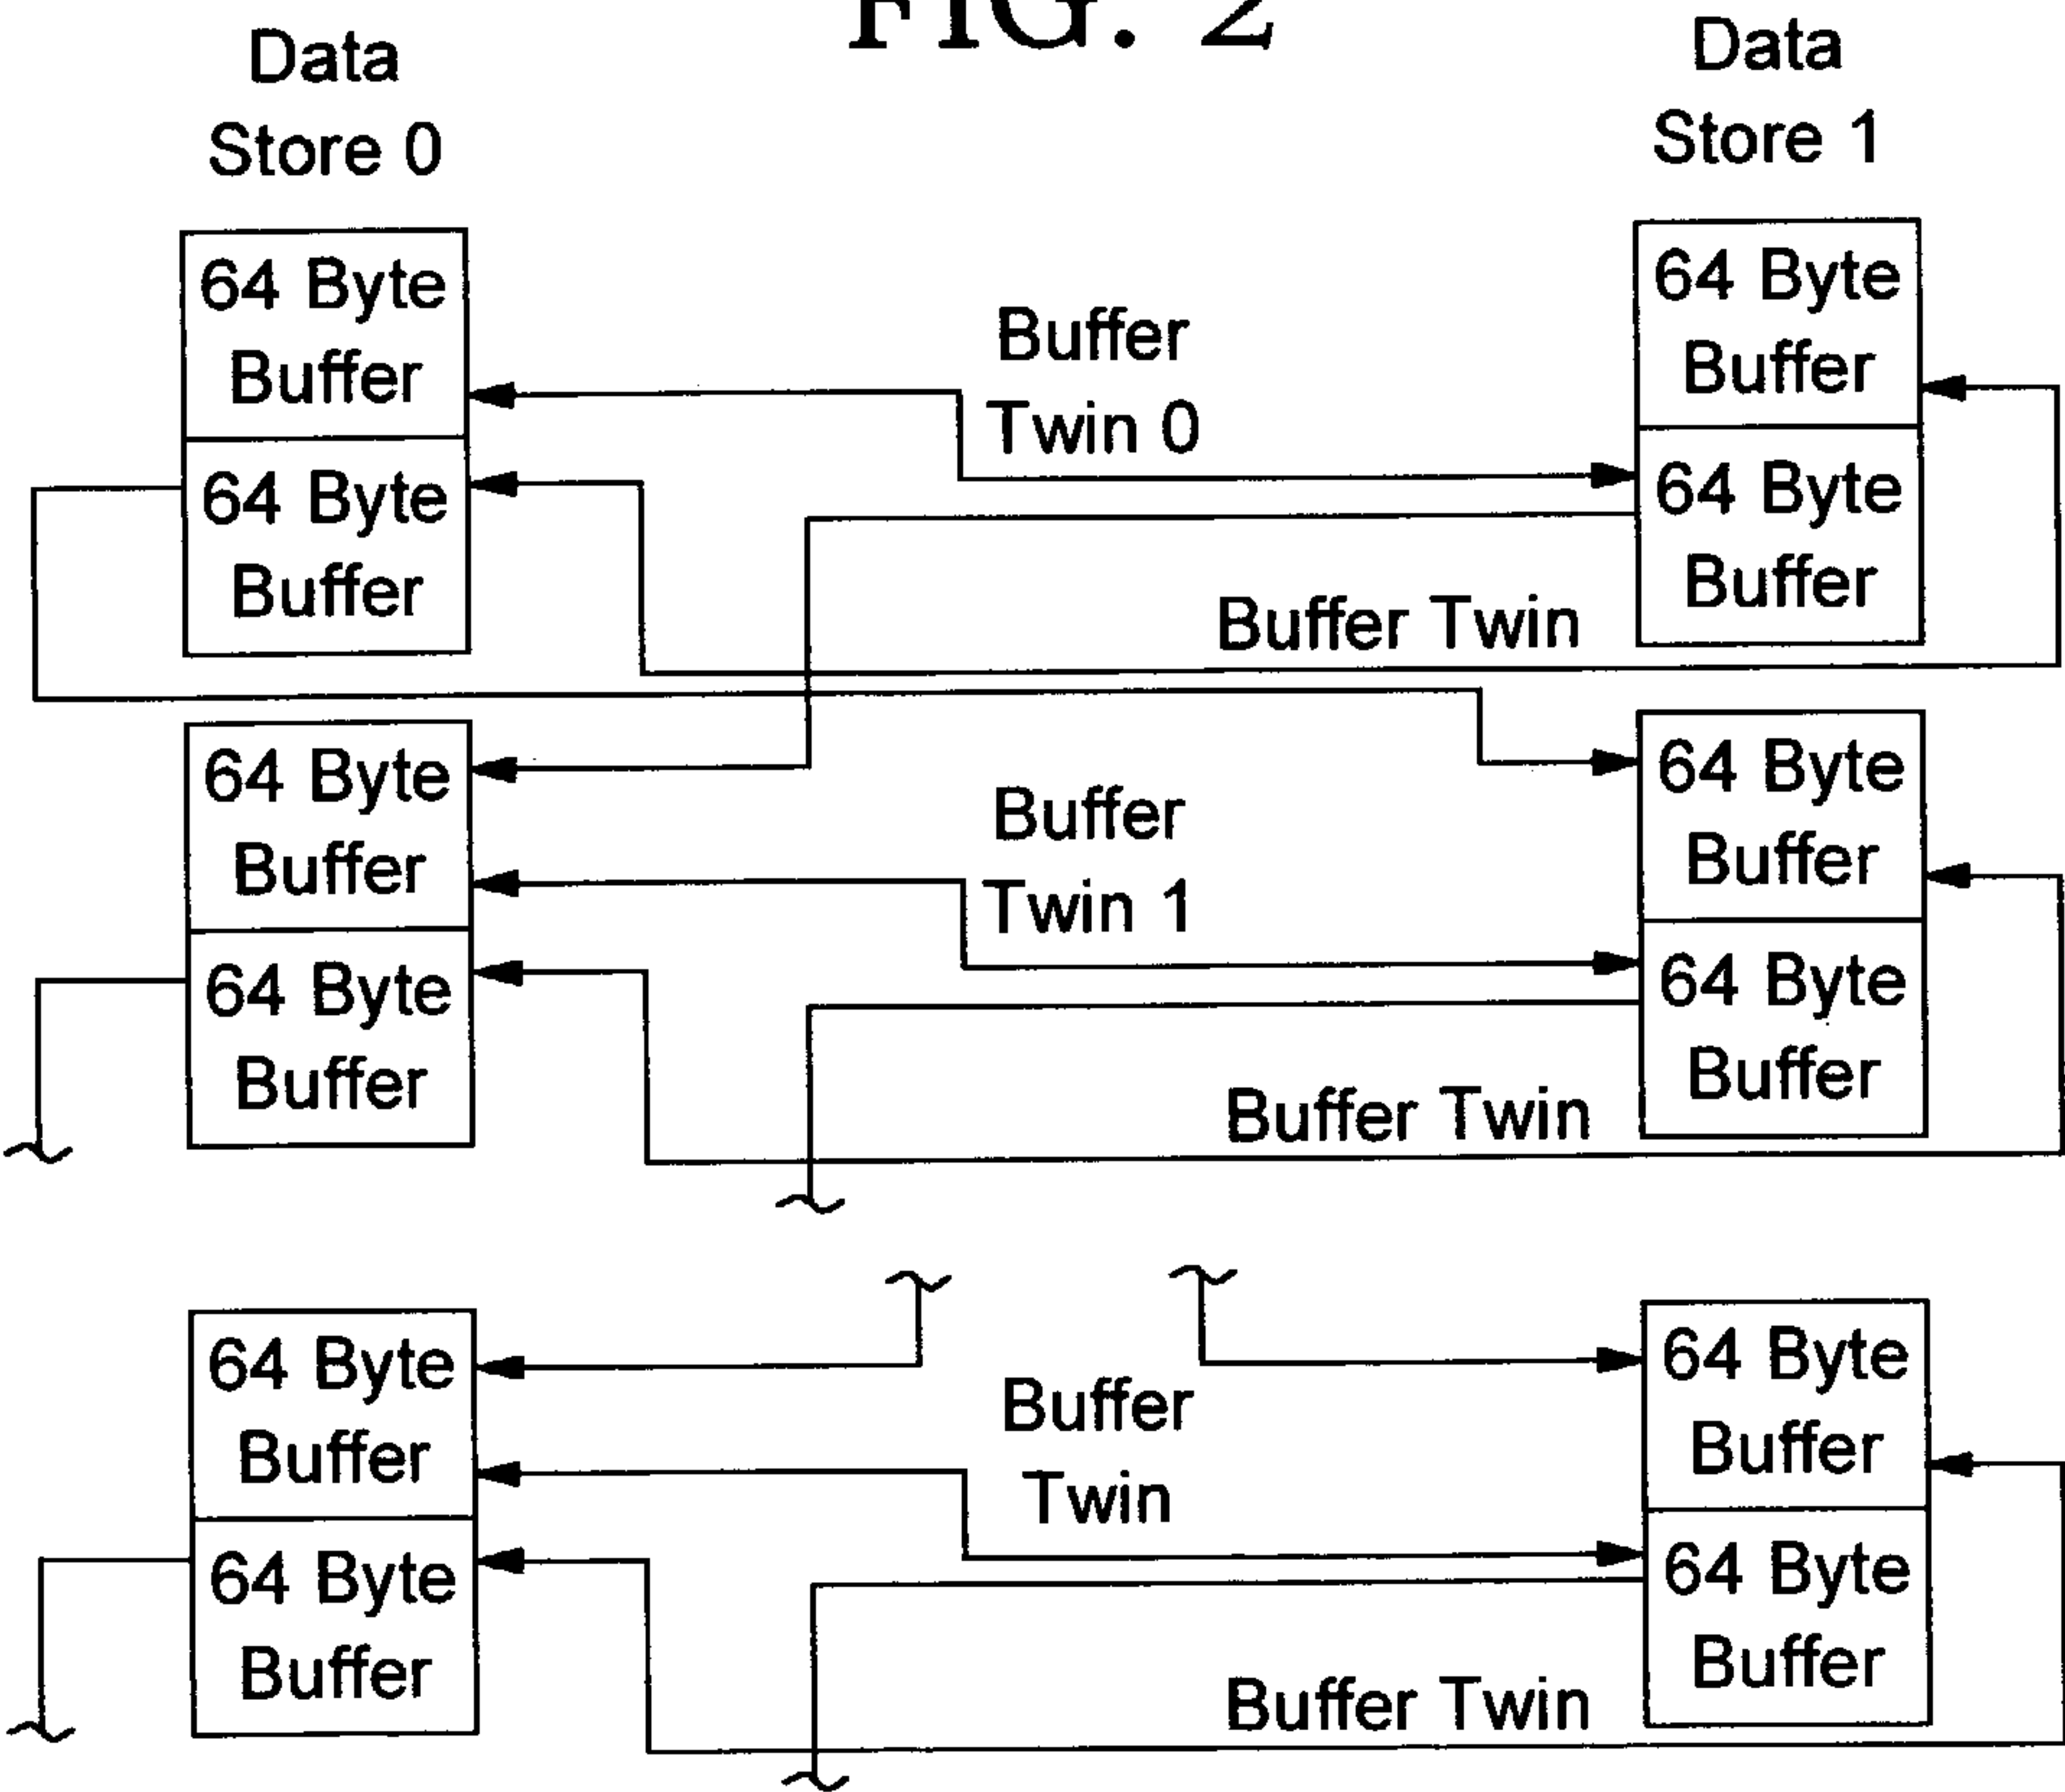 FIG. 2
Data
Store 0
Data
Store 1
64 Byte
Buffer
64 Byte
Buffer
Buffer
Twin 0
64 Byte
Buffer
64 Byte
Buffer
Buffer Twin
64 Byte
Buffer
64 Byte
Buffer
Buffer
Twin 1
64 Byte
Buffer
64 Byte
Buffer
Buffer Twin
64 Byte
Buffer
64 Byte
Buffer
Buffer
Twin
64 Byte
Buffer
64 Byte
Buffer
Buffer Twin